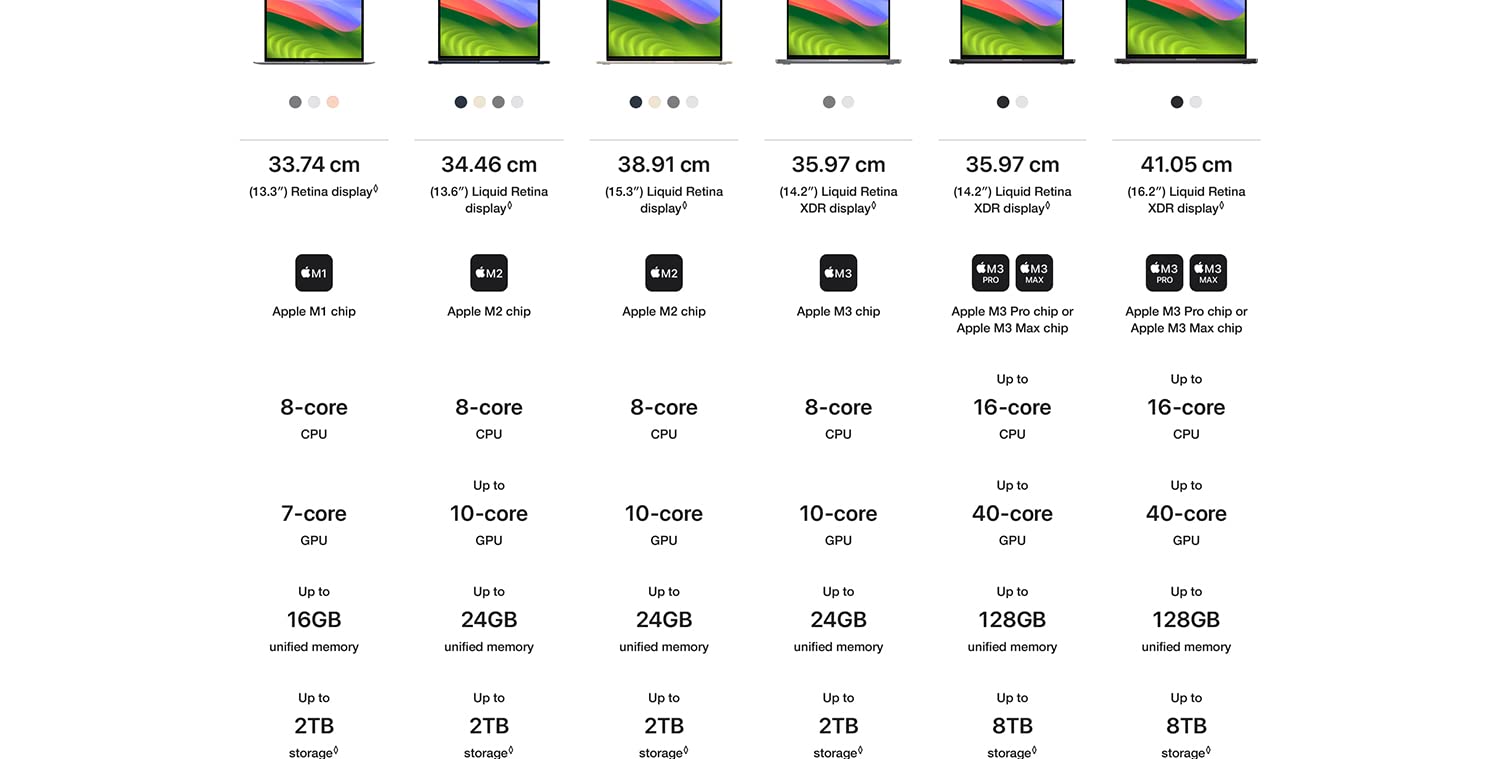 33.74 cm
(13.3″) Retina display◊
34.46 cm
(13.6″) Liquid Retina
display◊
38.91 cm
(15.3″) Liquid Retina
display◊
35.97 cm
(14.2″) Liquid Retina
XDR display◊
35.97 cm
(14.2″) Liquid Retina
XDR display◊
41.05 cm
(16.2″) Liquid Retina
XDR display◊
M1
Apple M1 chip
M2
Apple M2 chip
M2
Apple M2 chip
M3
Apple M3 chip
M3
PRO
M3
MAX
Apple M3 Pro chip or
Apple M3 Max chip
M3
PRO
M3
MAX
Apple M3 Pro chip or
Apple M3 Max chip
8-core
CPU
8-core
CPU
8-core
CPU
8-core
CPU
Up to
16-core
CPU
Up to
16-core
CPU
7-core
GPU
Up to
10-core
GPU
10-core
GPU
10-core
GPU
Up to
40-core
GPU
Up to
40-core
GPU
Up to
16GB
unified memory
Up to
24GB
unified memory
Up to
24GB
unified memory
Up to
24GB
unified memory
Up to
128GB
unified memory
Up to
128GB
unified memory
Up to
2TB
storage◊
Up to
2TB
storage◊
Up to
2TB
storage◊
Up to
2TB
storage◊
Up to
8TB
storage◊
Up to
8TB
storage◊